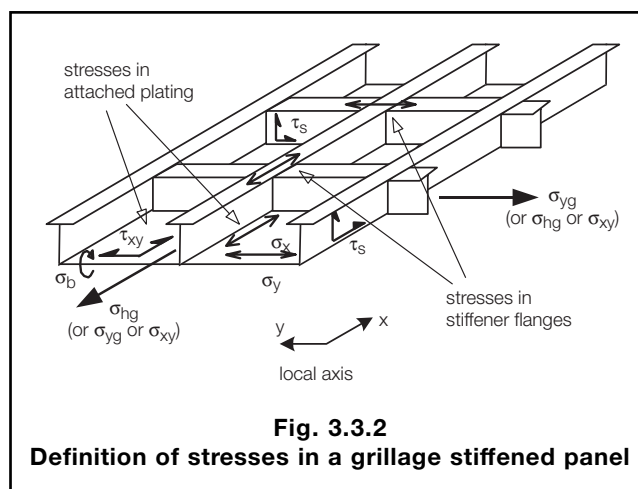 stresses in
attached plating
τs
σyg
(or σhg or σxy)
τxy
σx
τs
σb
σy
σhg
(or σyg or σxy)
stresses in
stiffener flanges
y
x
local axis
Fig. 3.3.2
Definition of stresses in a grillage stiffened panel